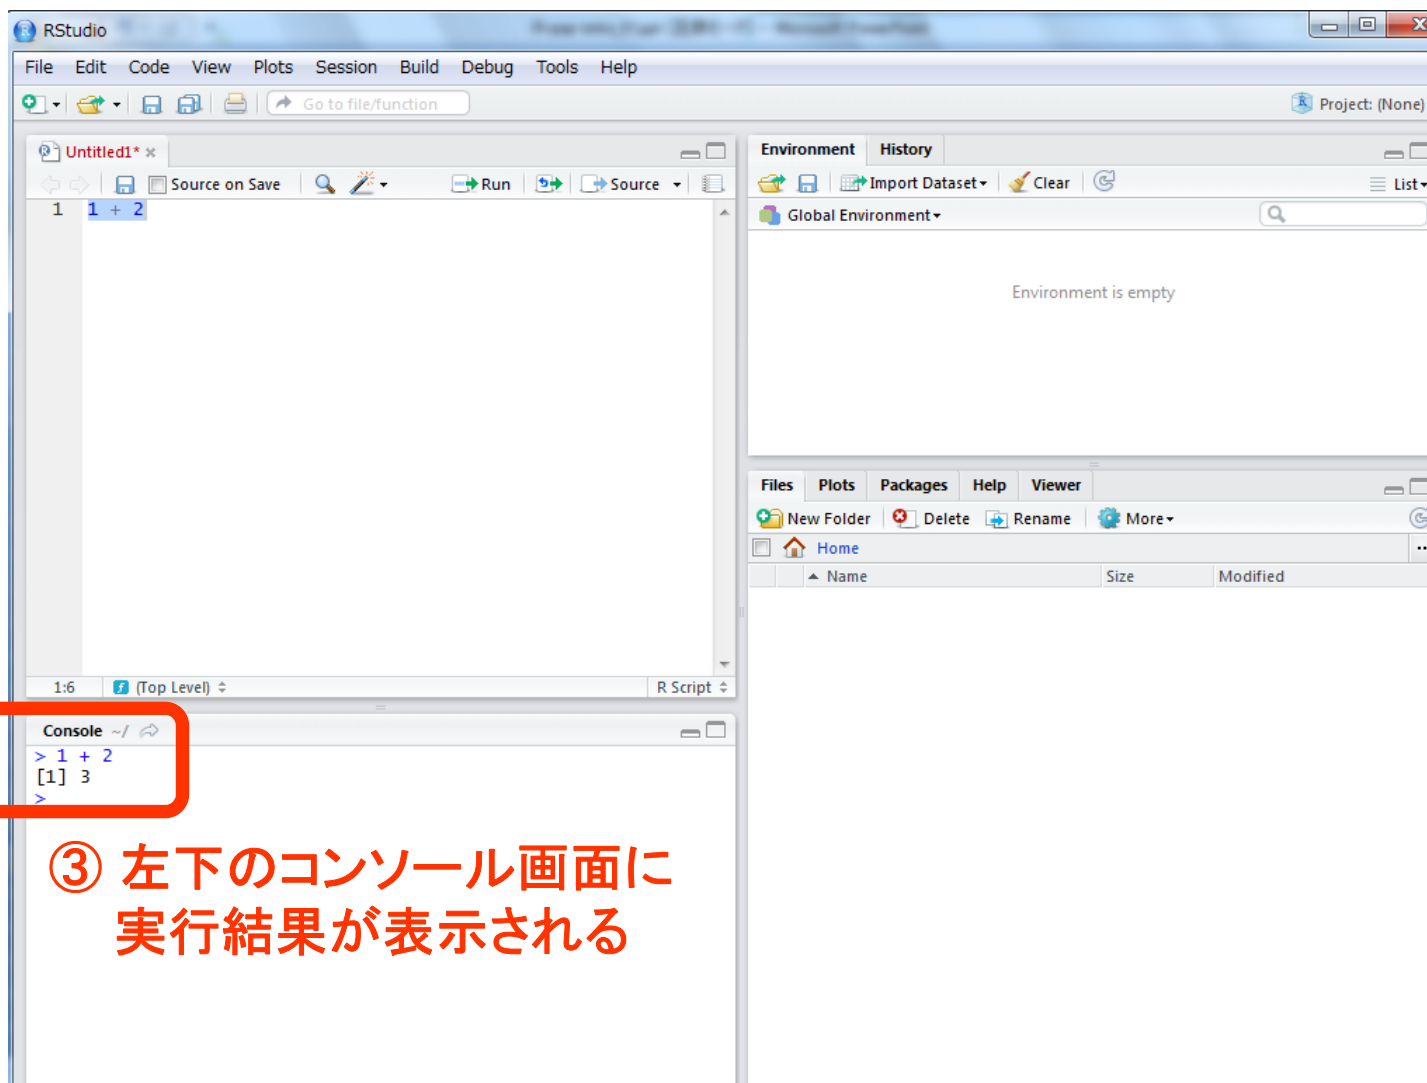 RStudio
File Edit Code View Plots Session Build Debug Tools Help
Go to file/function
Project: (None)
Untitled1*
Source on Save
Run
Source
1 1 + 2
1:6 (Top Level)
R Script
Console ~/
> 1 + 2
[1] 3
>
③ 左下のコンソール画面に
実行結果が表示される
Environment History
Import Dataset Clear
List
Global Environment
Environment is empty
Files Plots Packages Help Viewer
New Folder Delete Rename More
Home
Name Size Modified